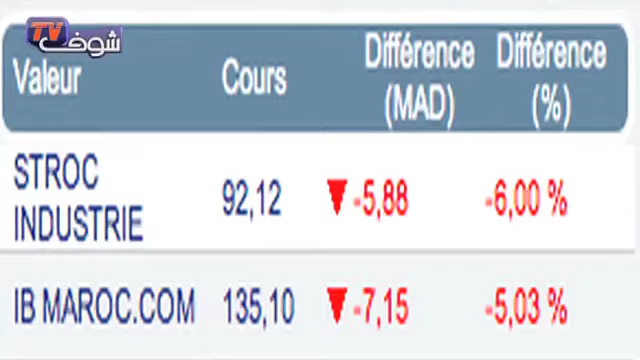 شوف TV
Valeur Cours Différence (MAD) Différence (%)
STROC INDUSTRIE 92,12 ▼ -5,88 -6,00 %
IB MAROC.COM 135,10 ▼ -7,15 -5,03 %